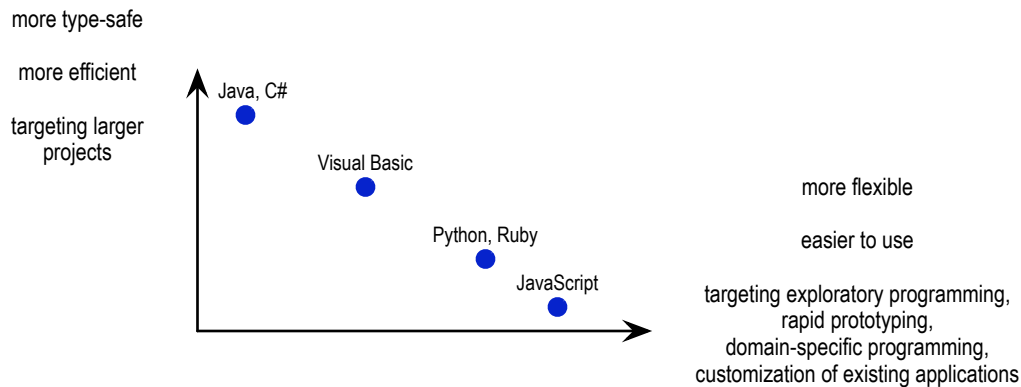 more type-safe
more efficient
targeting larger
projects
Java, C#
Visual Basic
Python, Ruby
JavaScript
more flexible
easier to use
targeting exploratory programming,
rapid prototyping,
domain-specific programming,
customization of existing applications